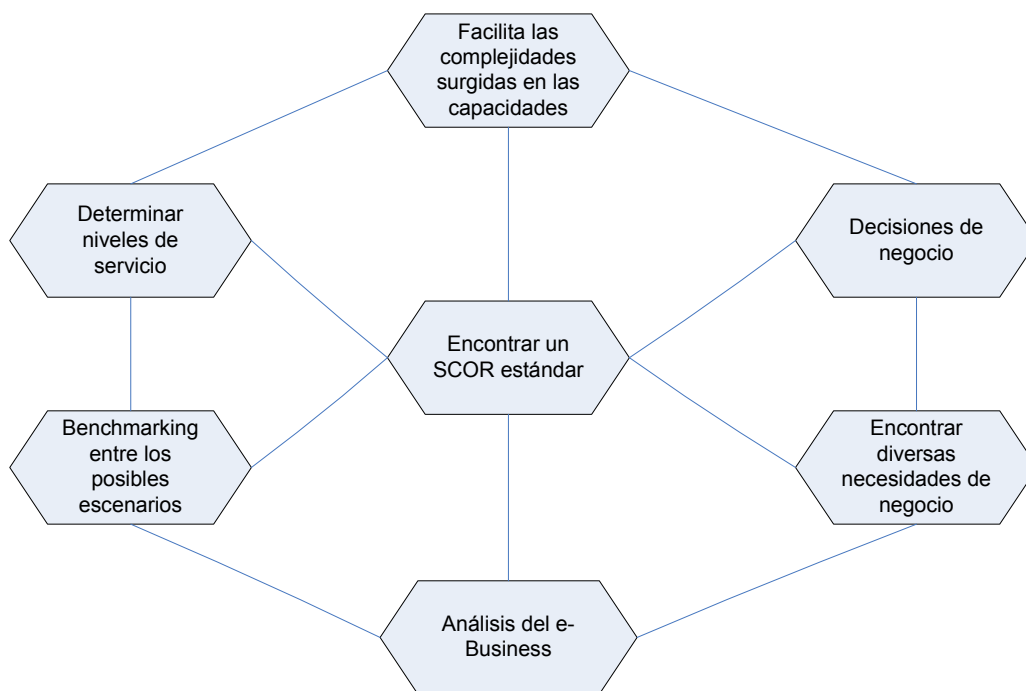 Facilita las
complejidades
surgidas en las
capacidades
Determinar
niveles de
servicio
Decisiones de
negocio
Encontrar un
SCOR estándar
Benchmarking
entre los
posibles
escenarios
Encontrar
diversas
necesidades de
negocio
Análisis del e-
Business